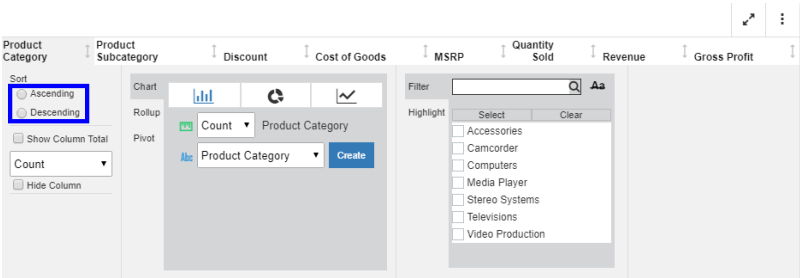 Product Category
Product Subcategory
Discount
Cost of Goods
MSRP
Quantity Sold
Revenue
Gross Profit
Sort
Ascending
Descending
Show Column Total
Count
Hide Column
Chart
Rollup
Pivot
Count
Product Category
Abc
Product Category
Create
Filter
Aa
Highlight
Select
Clear
Accessories
Camcorder
Computers
Media Player
Stereo Systems
Televisions
Video Production